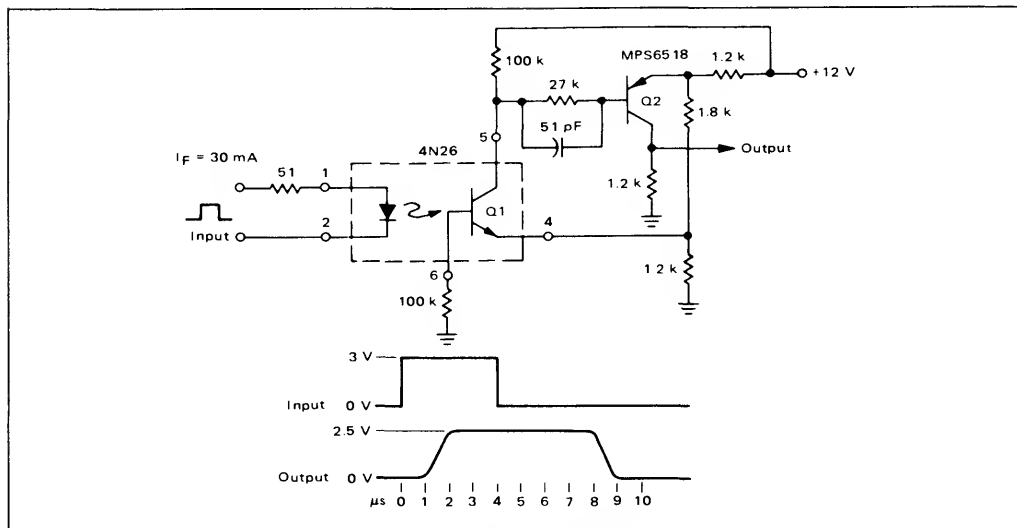 MPS6518
100 k
1.2 k
+12 V
27 k
Q2
1.8 k
51 pF
5
4N26
Output
I_F = 30 mA
51
1
1.2 k
Q1
2
4
Input
6
1.2 k
100 k
3 V
Input 0 V
2.5 V
Output 0 V
μs 0 1 2 3 4 5 6 7 8 9 10